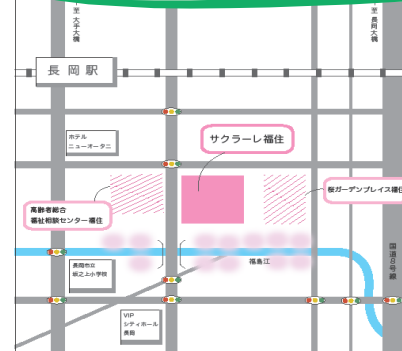 至 大手大橋
至 長岡大橋
長岡駅
ホテル
ニューオータニ
サクラーレ福住
桜ガーデンプレイス福住
高齢者総合
福祉相談センター福住
福島江
国道8号線
長岡市立
阪之上小学校
VIP
シティホール
長岡